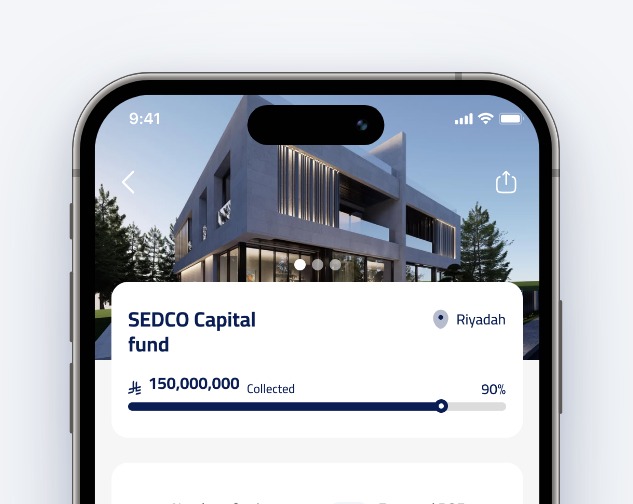 9:41
SEDCO Capital
fund
Riyadah
150,000,000 Collected
90%